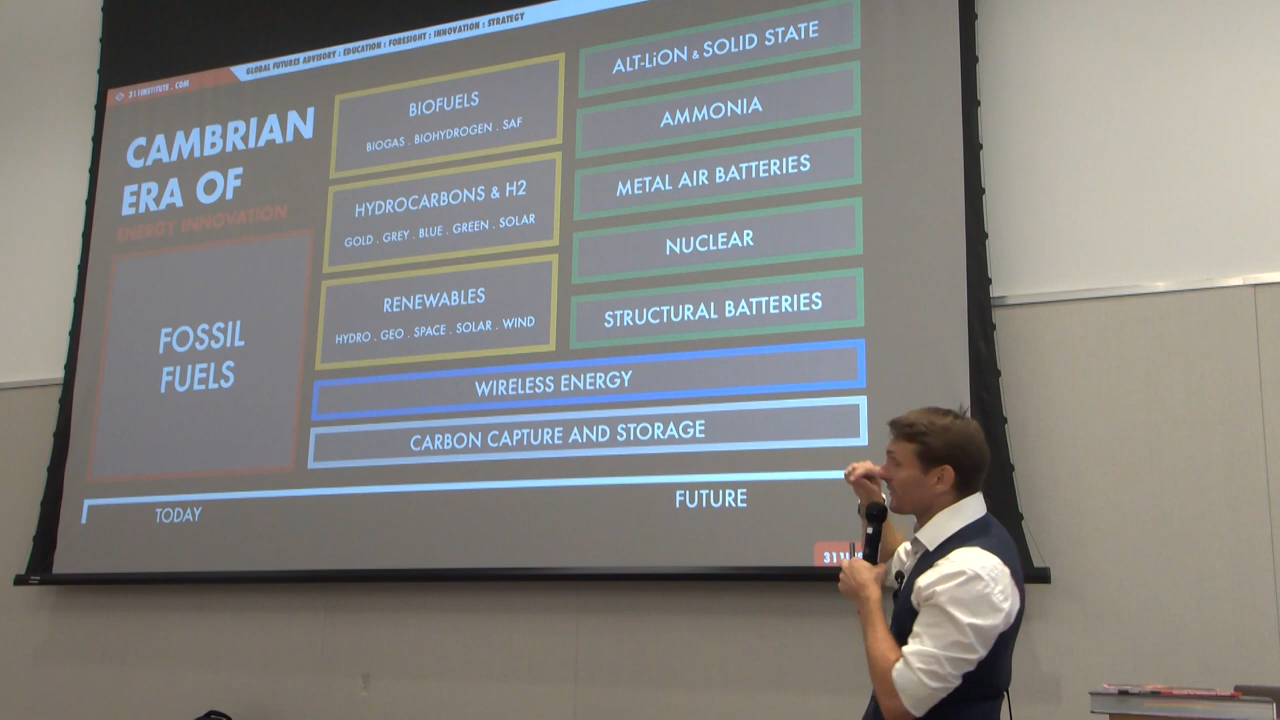 311INSTITUTE . COM
GLOBAL FUTURES ADVISORY : EDUCATION : FORESIGHT : INNOVATION : STRATEGY
CAMBRIAN
ERA OF
ENERGY INNOVATION
FOSSIL
FUELS
BIOFUELS
BIOGAS . BIOHYDROGEN . SAF
HYDROCARBONS & H2
GOLD . GREY . BLUE . GREEN . SOLAR
RENEWABLES
HYDRO . GEO . SPACE . SOLAR . WIND
ALT-LiON & SOLID STATE
AMMONIA
METAL AIR BATTERIES
NUCLEAR
STRUCTURAL BATTERIES
WIRELESS ENERGY
CARBON CAPTURE AND STORAGE
TODAY
FUTURE